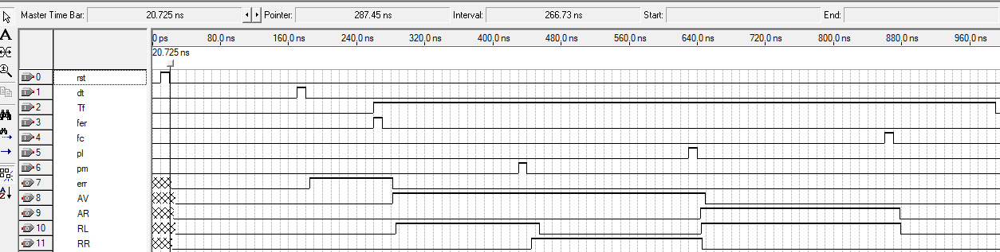 Master Time Bar: 20.725 ns Pointer: 287.45 ns Interval: 266.73 ns Start: End:
0 ps 80.0 ns 160.0 ns 240.0 ns 320.0 ns 400.0 ns 480.0 ns 560.0 ns 640.0 ns 720.0 ns 800.0 ns 880.0 ns 960.0 ns
20.725 ns
0 rst
1 dt
2 Tf
3 fer
4 fc
5 pl
6 pm
7 err
8 AV
9 AR
10 RL
11 RR